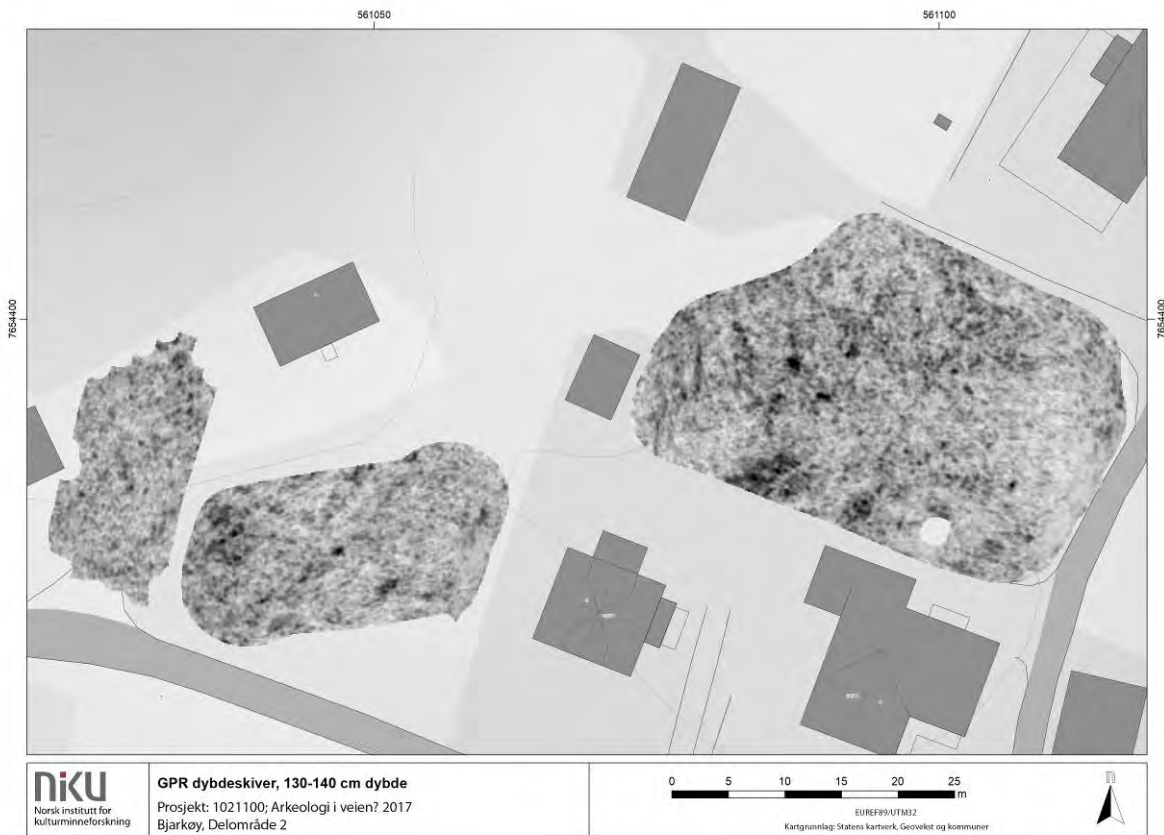 561050
561100
7654400
7654400
niku
Norsk institutt for
kulturminneforskning
GPR dybdeskiver, 130-140 cm dybde
Prosjekt: 1021100; Arkeologi i veien? 2017
Bjarkøy, Delområde 2
0 5 10 15 20 25
m
EUREF89/UTM32
Kartgrunnlag: Statens kartverk, Geovekst og kommuner
n